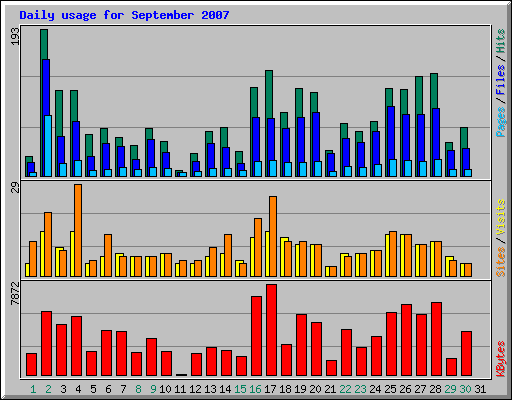 Daily usage for September 2007
193
Pages / Files / Hits
29
Sites / Visits
7872
KBytes
1 2 3 4 5 6 7 8 9 10 11 12 13 14 15 16 17 18 19 20 21 22 23 24 25 26 27 28 29 30 31